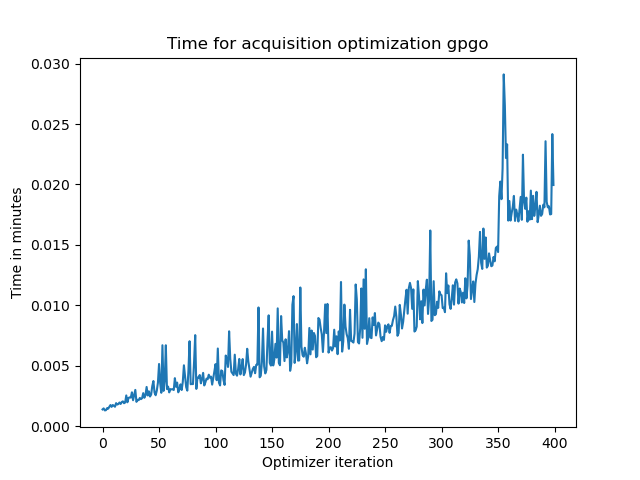 Time for acquisition optimization gpgo
0.030
0.025
0.020
0.015
0.010
0.005
0.000
Time in minutes
0 50 100 150 200 250 300 350 400
Optimizer iteration